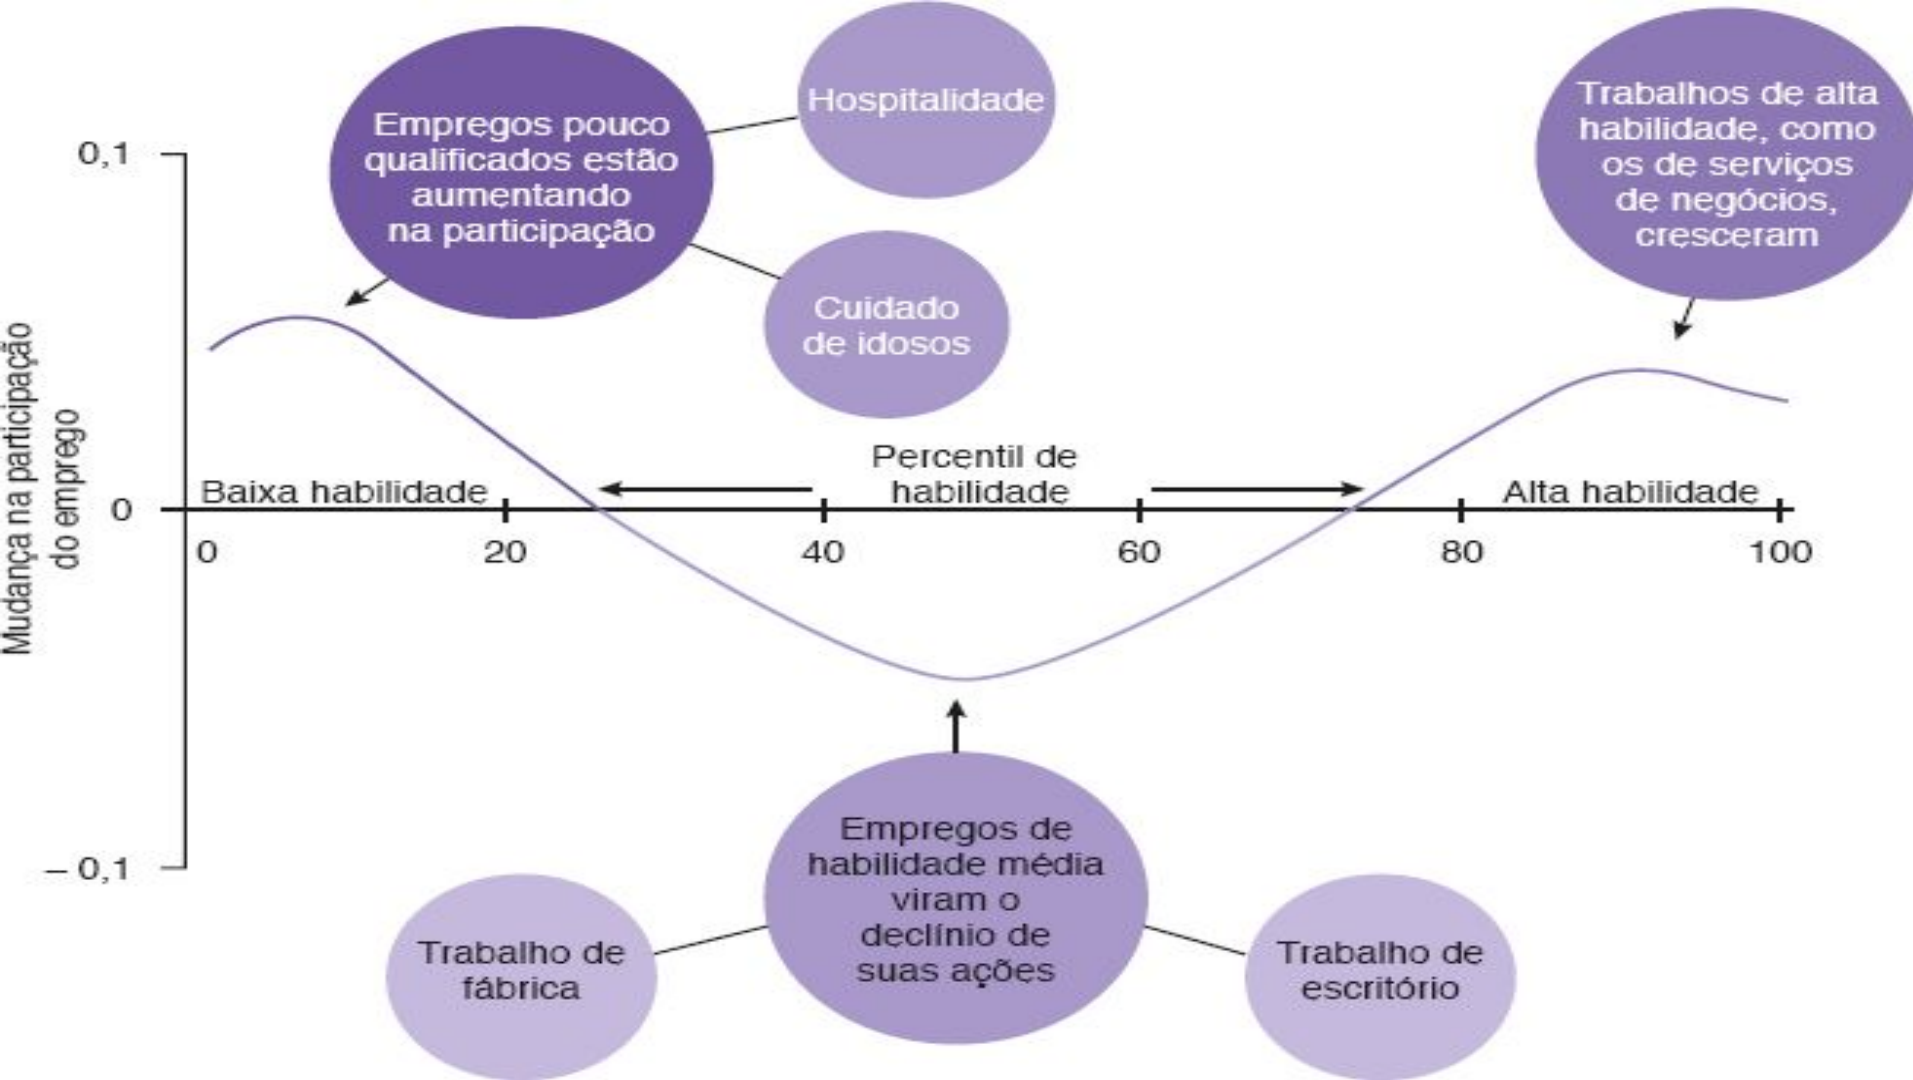 Empregos pouco
qualificados estão
aumentando
na participação
Hospitalidade
Cuidado
de idosos
Trabalhos de alta
habilidade, como
os de serviços
de negócios,
cresceram
Mudança na participação
do emprego
0,1
0
– 0,1
Baixa habilidade
Percentil de
habilidade
Alta habilidade
0 20 40 60 80 100
Empregos de
habilidade média
viram o
declínio de
suas ações
Trabalho de
fábrica
Trabalho de
escritório